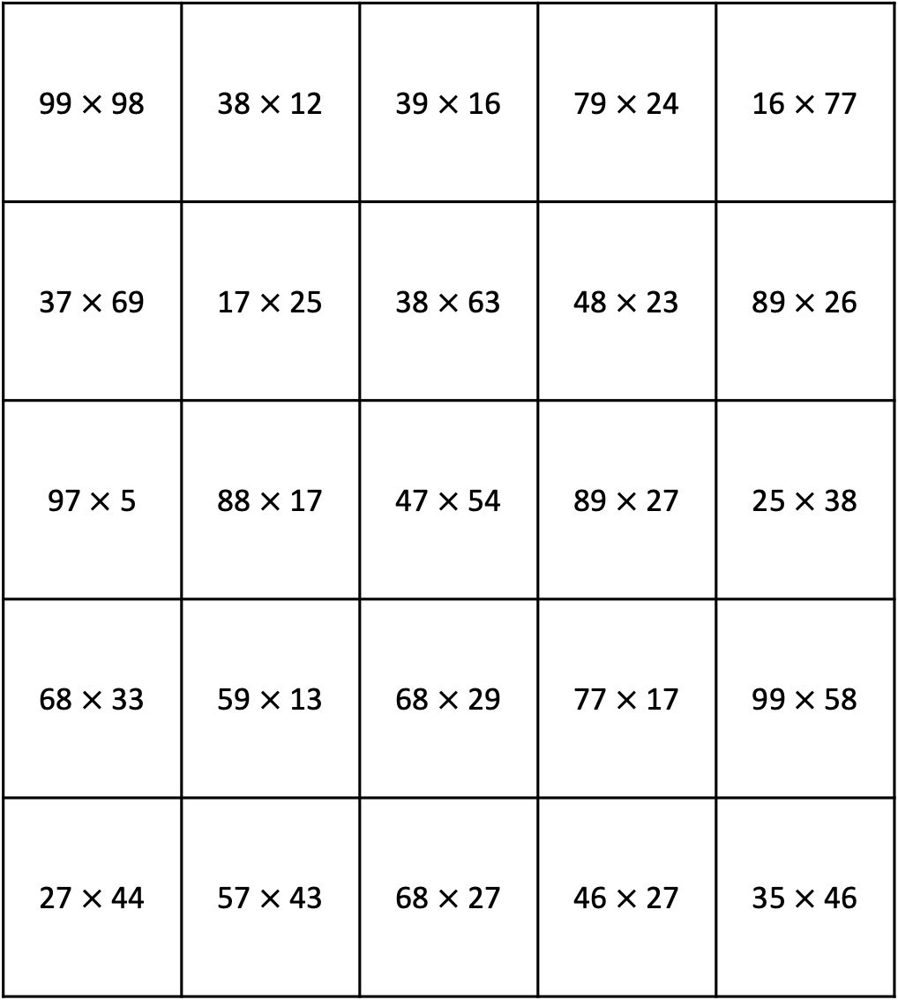 99 × 98 38 × 12 39 × 16 79 × 24 16 × 77
37 × 69 17 × 25 38 × 63 48 × 23 89 × 26
97 × 5 88 × 17 47 × 54 89 × 27 25 × 38
68 × 33 59 × 13 68 × 29 77 × 17 99 × 58
27 × 44 57 × 43 68 × 27 46 × 27 35 × 46